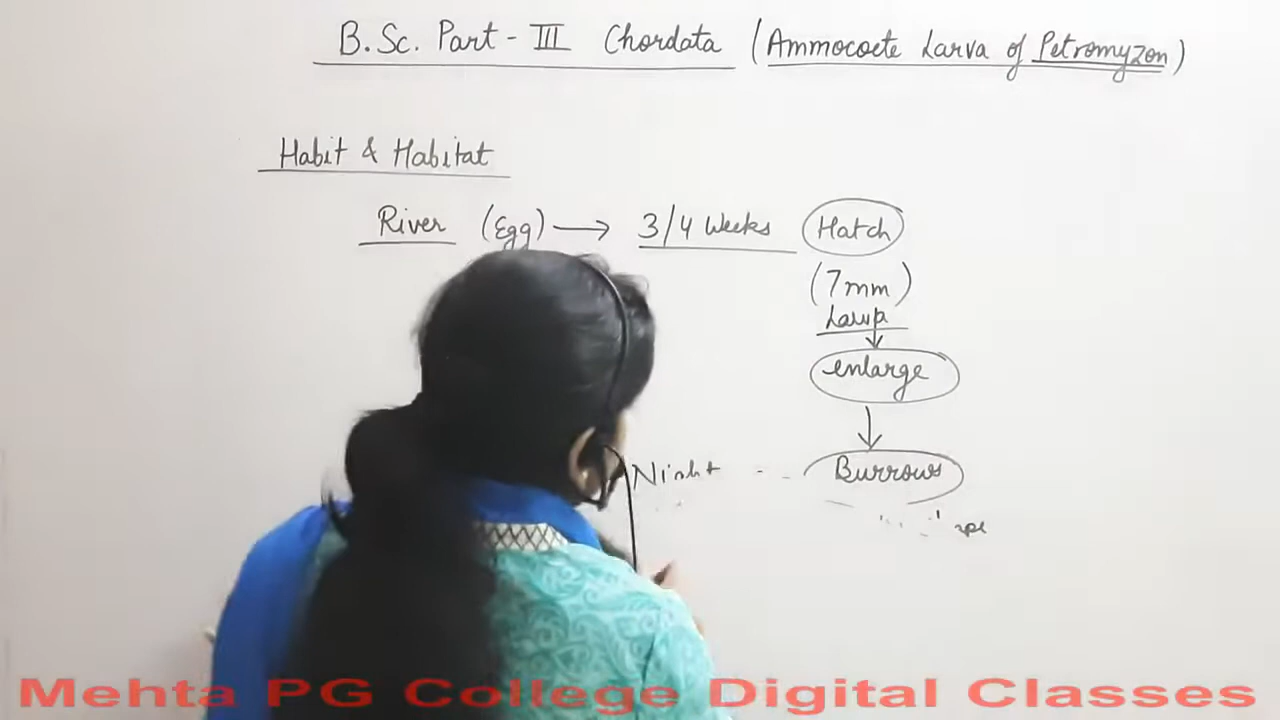 B.Sc. Part - III Chordata (Ammocoete Larva of Petromyzon)
Habit & Habitat
River (Egg) → 3/4 Weeks Hatch
(7mm)
enlarge
Night - - Burrows
Mehta PG College Digital Classes